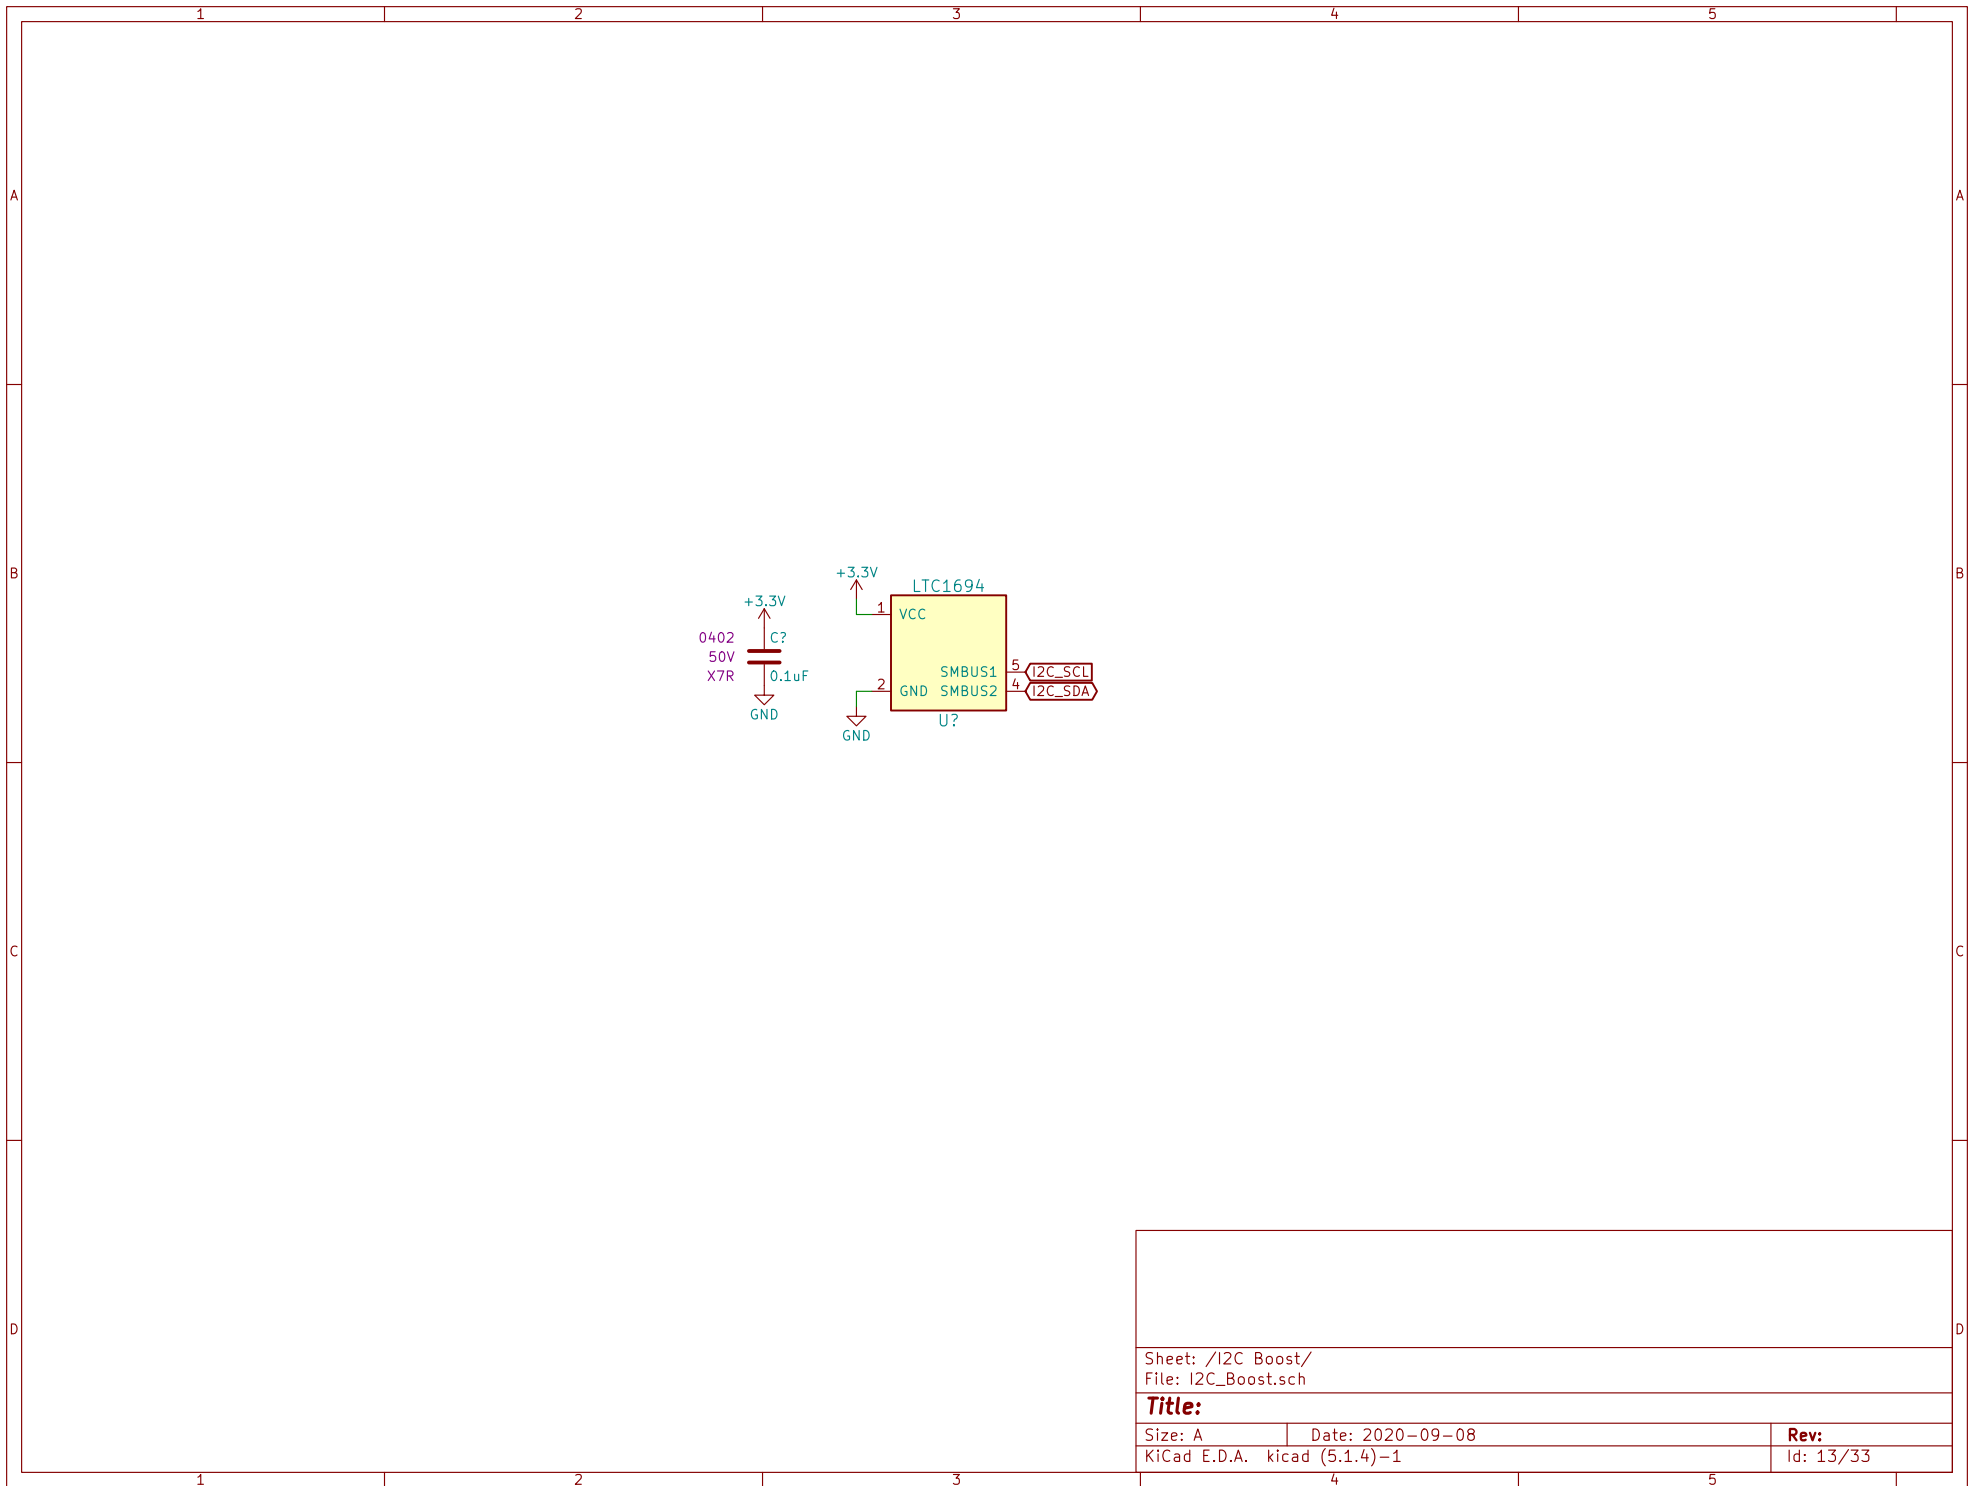 1 2 3 4 5
A A
+3.3V
LTC1694
+3.3V
1 VCC
0402 C?
50V
X7R 0.1uF
SMBUS1 5 I2C_SCL
2 GND SMBUS2 4 I2C_SDA
GND
U?
GND
B B
C C
D D
Sheet: /I2C Boost/
File: I2C_Boost.sch
Title:
Size: A Date: 2020-09-08 Rev:
KiCad E.D.A. kicad (5.1.4)-1 Id: 13/33
1 2 3 4 5